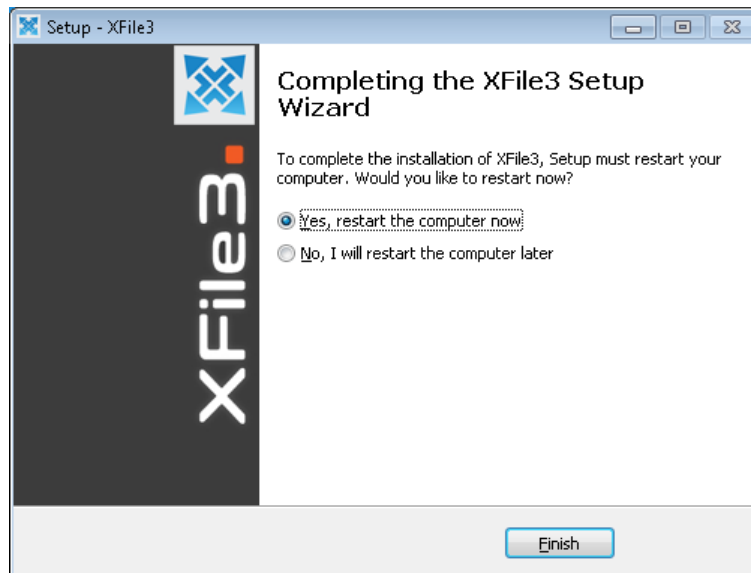 Setup - XFile3
XFile3
Completing the XFile3 Setup
Wizard
To complete the installation of XFile3, Setup must restart your
computer. Would you like to restart now?
Yes, restart the computer now
No, I will restart the computer later
Finish